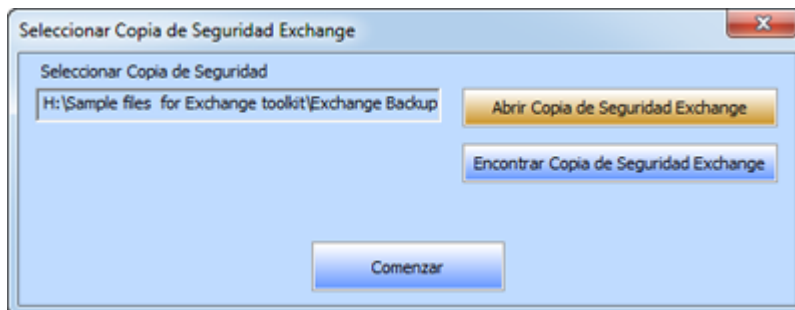 Seleccionar Copia de Seguridad Exchange
Seleccionar Copia de Seguridad
H:\Sample files  for Exchange toolkit\Exchange Backup
Abrir Copia de Seguridad Exchange
Encontrar Copia de Seguridad Exchange
Comenzar